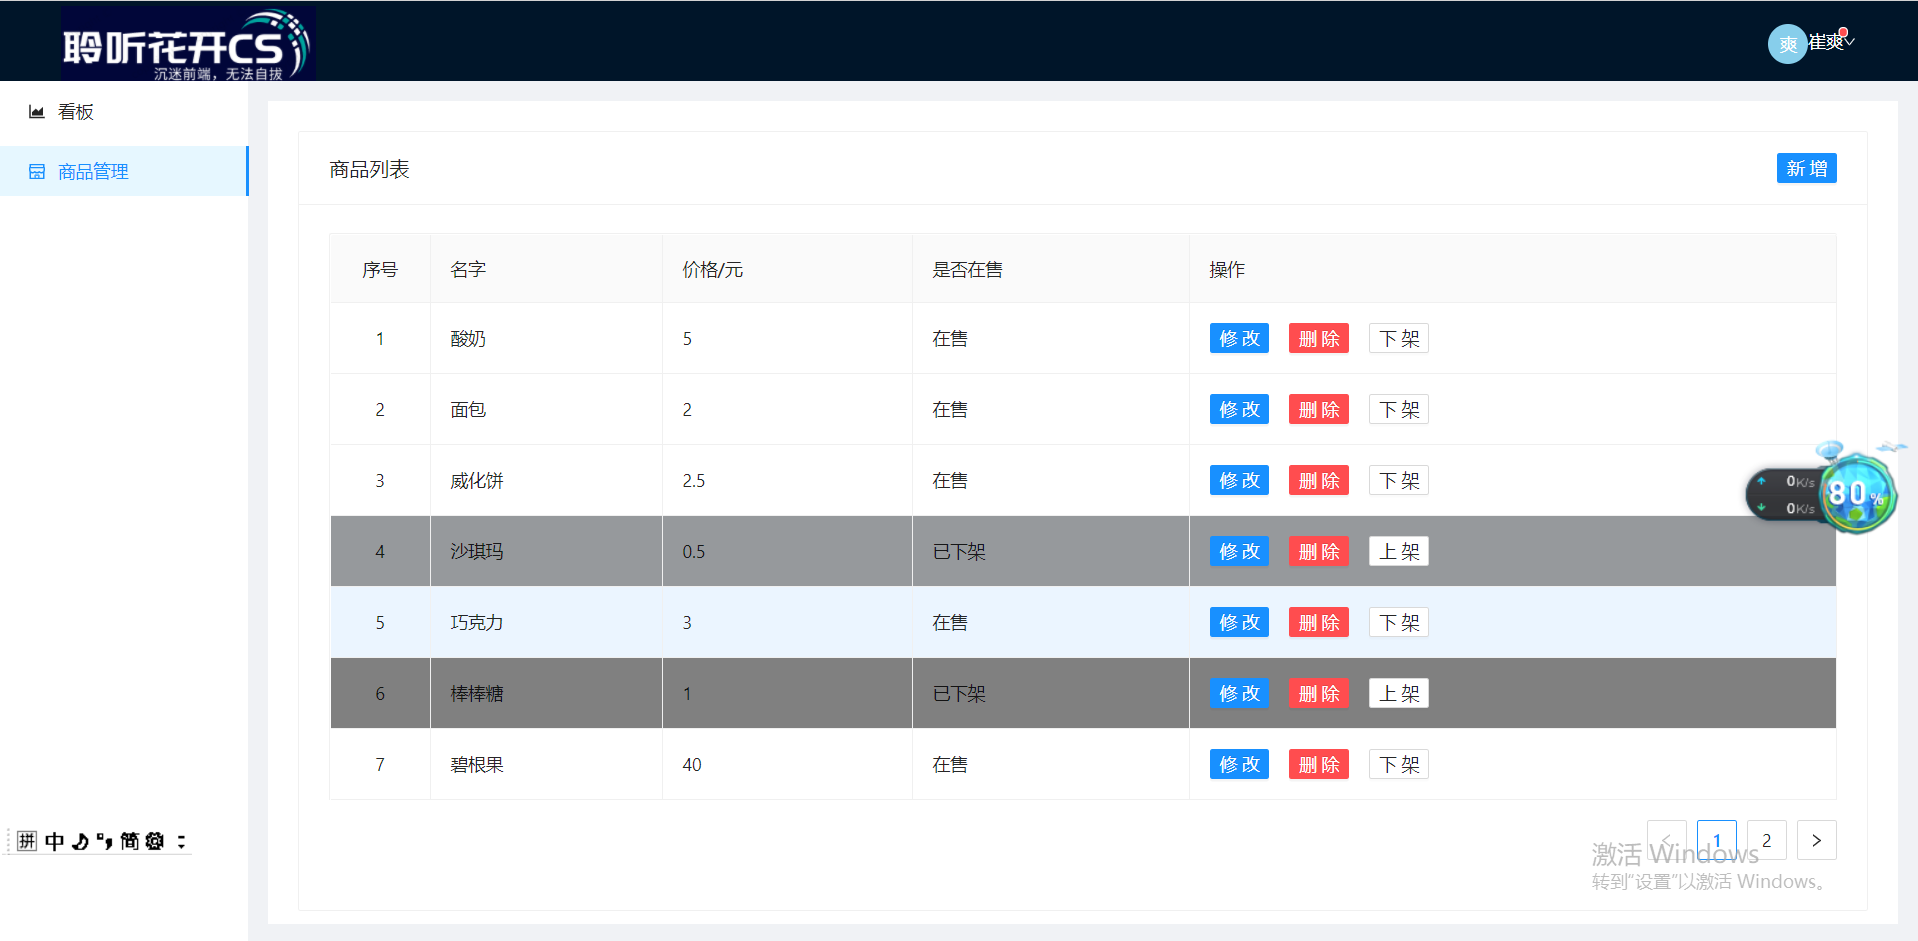 聆听花开CS
沉迷前端，无法自拔
爽 崔爽
看板
商品管理
商品列表
新增
序号 名字 价格/元 是否在售 操作
1 酸奶 5 在售 修改 删除 下架
2 面包 2 在售 修改 删除 下架
3 威化饼 2.5 在售 修改 删除 下架
4 沙琪玛 0.5 已下架 修改 删除 上架
5 巧克力 3 在售 修改 删除 下架
6 棒棒糖 1 已下架 修改 删除 上架
7 碧根果 40 在售 修改 删除 下架
0K/s
0K/s
80%
< 1 2 >
拼 中 简
激活 Windows
转到“设置”以激活 Windows。